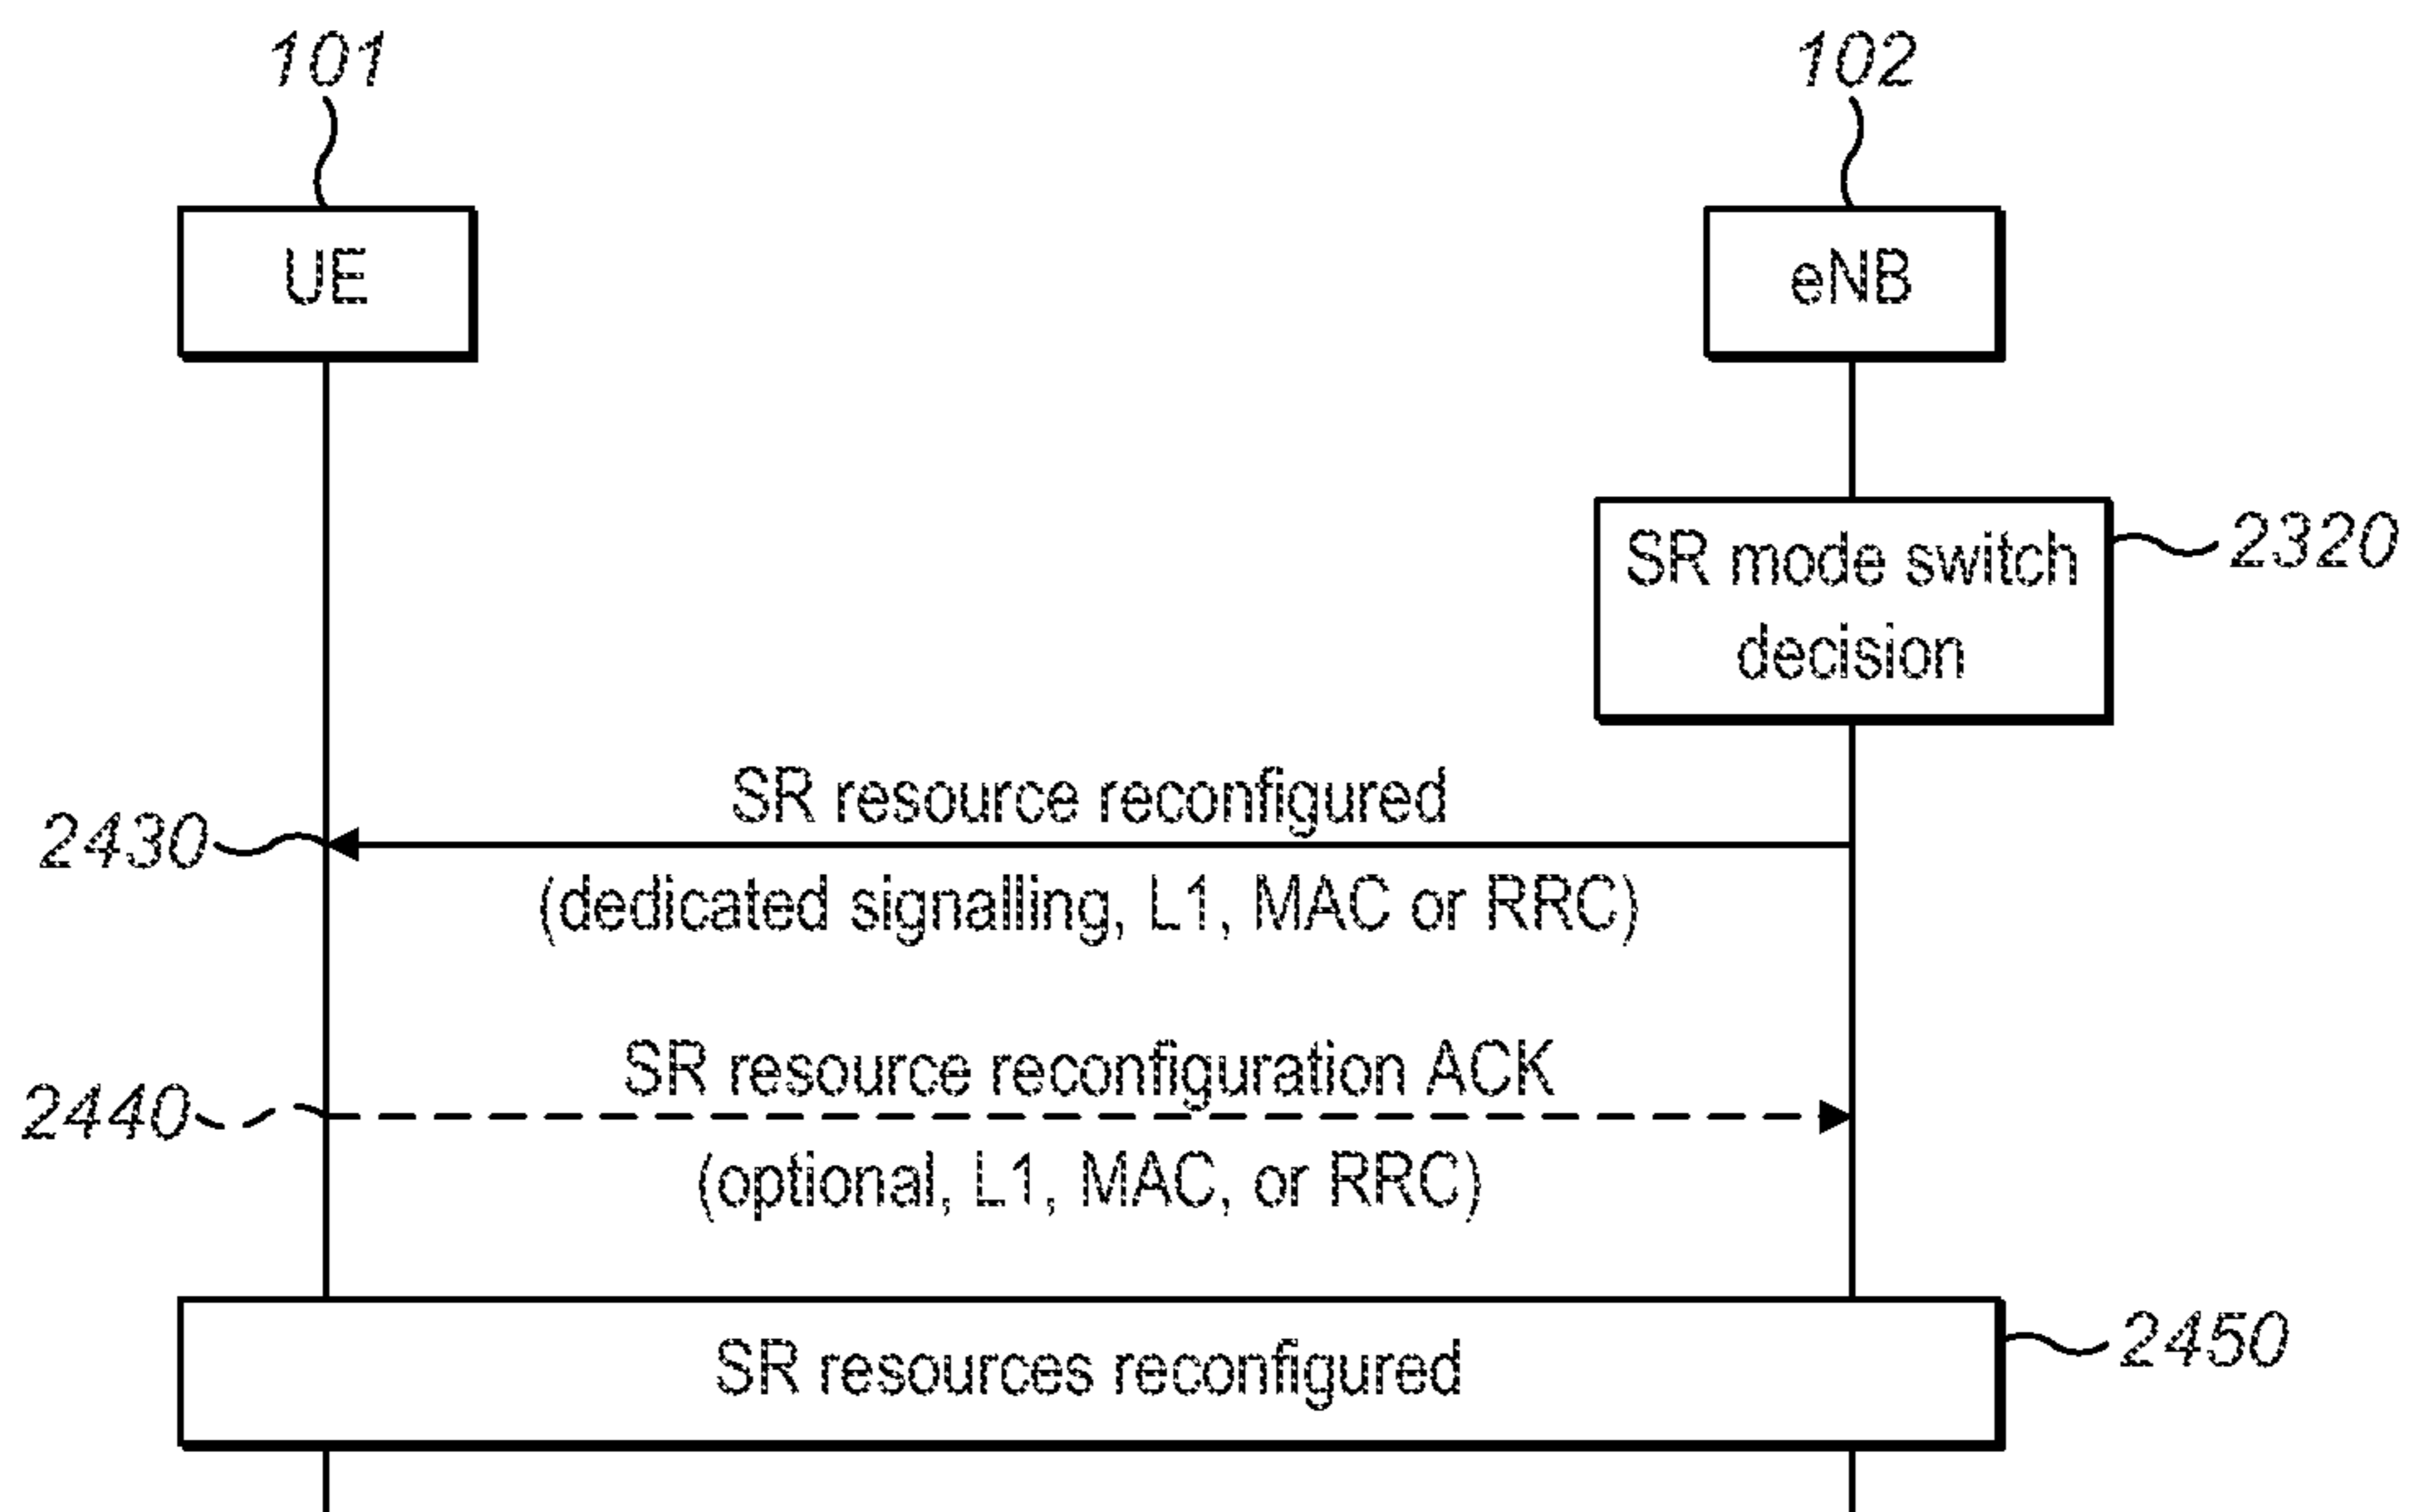 101
102
UE
eNB
SR mode switch
decision
2320
SR resource reconfigured
2430
(dedicated signalling, L1, MAC or RRC)
SR resource reconfiguration ACK
2440
(optional, L1, MAC, or RRC)
SR resources reconfigured
2450